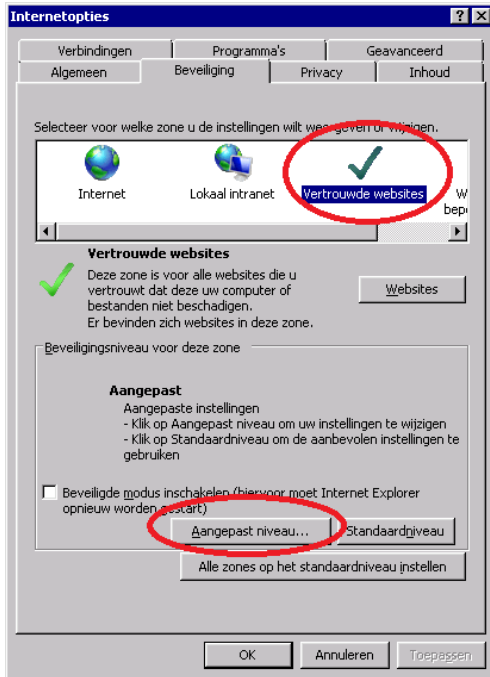 Internetopties
Verbindingen Programma's Geavanceerd
Algemeen Beveiliging Privacy Inhoud
Selecteer voor welke zone u de instellingen wilt weergeven of wijzigen.
Internet Lokaal intranet Vertrouwde websites W
bep
Vertrouwde websites
Deze zone is voor alle websites die u
vertrouwt dat deze uw computer of
bestanden niet beschadigen.
Er bevinden zich websites in deze zone.
Websites
Beveiligingsniveau voor deze zone
Aangepast
Aangepaste instellingen
- Klik op Aangepast niveau om uw instellingen te wijzigen
- Klik op Standaardniveau om de aanbevolen instellingen te
gebruiken
Beveiligde modus inschakelen (hiervoor moet Internet Explorer
opnieuw worden gestart)
Aangepast niveau... Standaardniveau
Alle zones op het standaardniveau instellen
OK Annuleren Toepassen